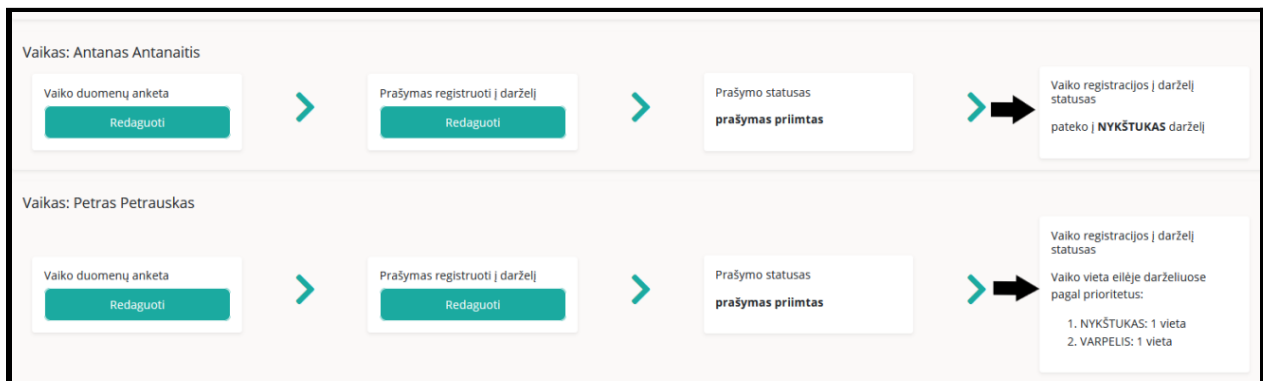 Vaikas: Antanas Antanaitis
Vaiko duomenų anketa
Redaguoti
Prašymas registruoti į darželį
Redaguoti
Prašymo statusas
prašymas priimtas
Vaiko registracijos į darželį
statusas
pateko į NYKŠTUKAS darželį
Vaikas: Petras Petrauskas
Vaiko duomenų anketa
Redaguoti
Prašymas registruoti į darželį
Redaguoti
Prašymo statusas
prašymas priimtas
Vaiko registracijos į darželį
statusas
Vaiko vieta eilėje darželiuose
pagal prioritetus:
1. NYKŠTUKAS: 1 vieta
2. VARPELIS: 1 vieta